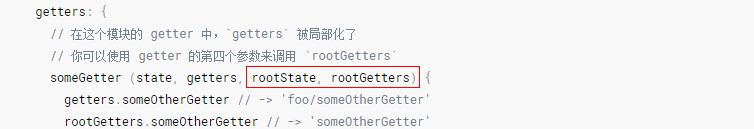 getters: {
// 在这个模块的 getter 中，`getters` 被局部化了
// 你可以使用 getter 的第四个参数来调用 `rootGetters`
someGetter (state, getters, rootState, rootGetters) {
getters.someOtherGetter // -> 'foo/someOtherGetter'
rootGetters.someOtherGetter // -> 'someOtherGetter'